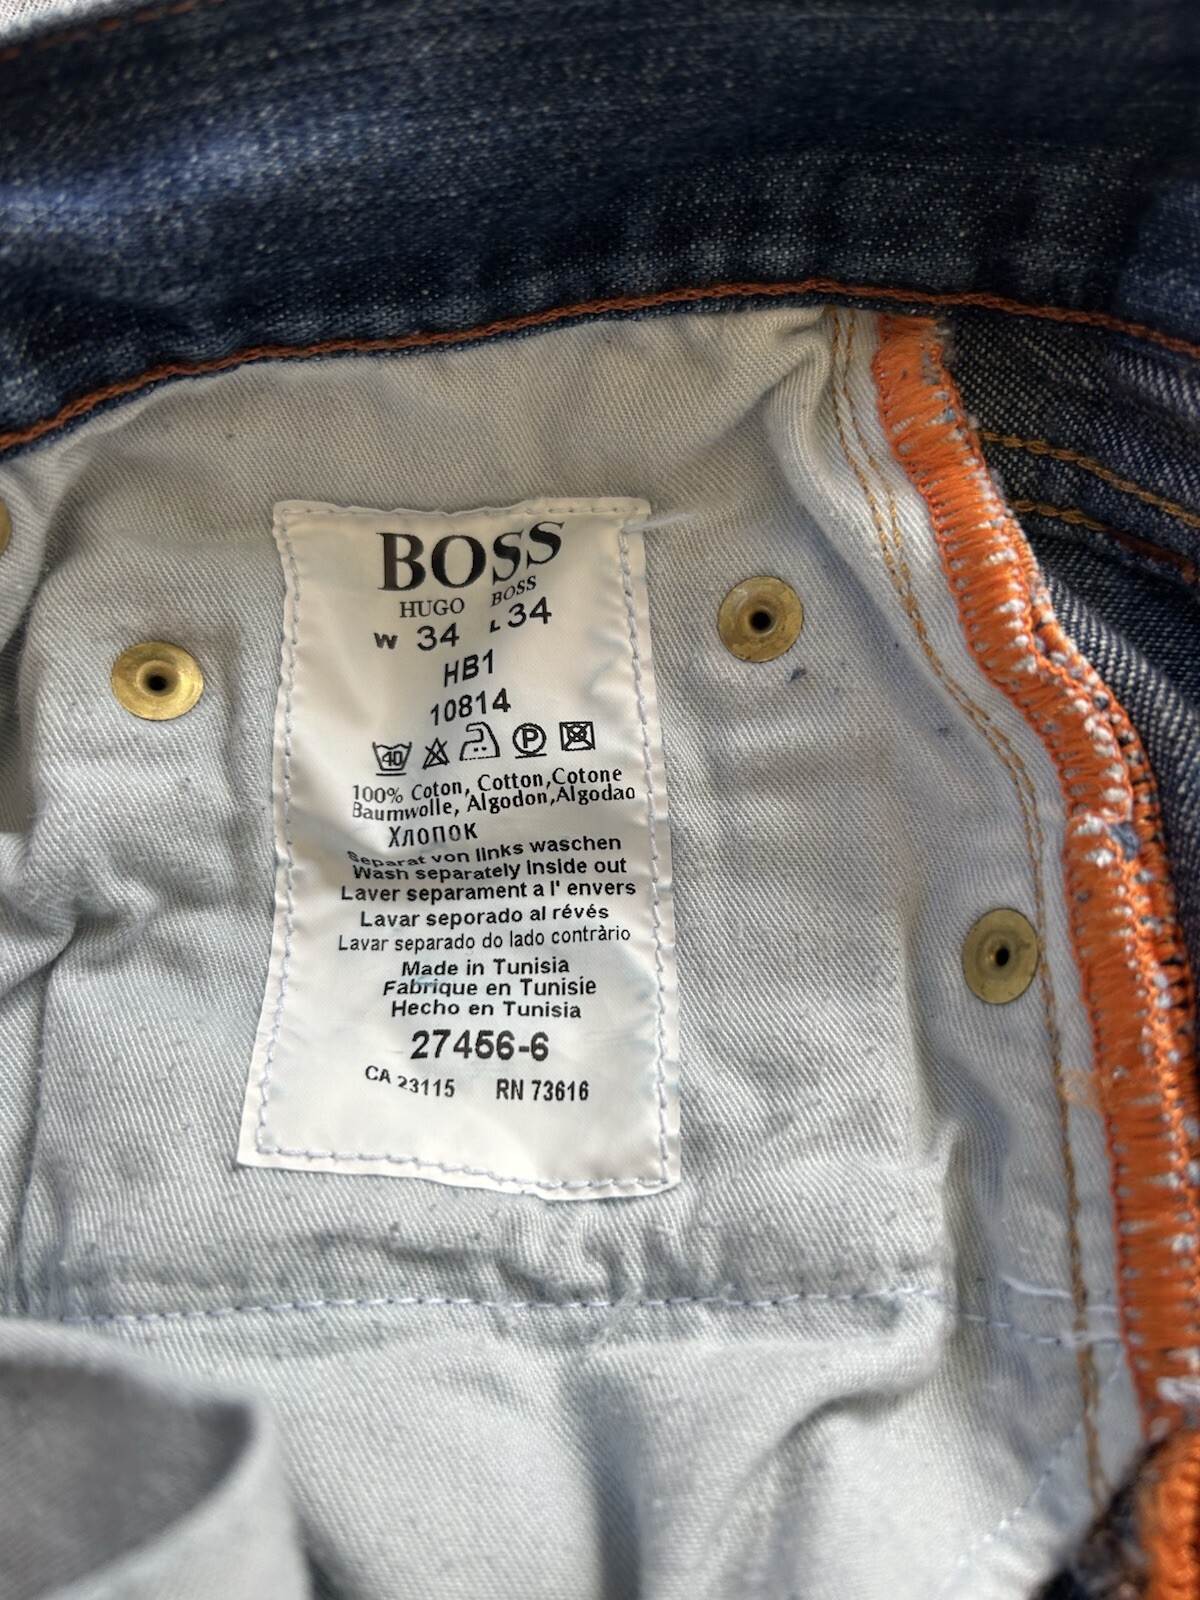 BOSS
HUGO BOSS
W 34 L 34
HB1
10814
40 P
100% Coton, Cotton,Cotone
Baumwolle, Algodon,Algodao
Хлопок
Separat von links waschen
Wash separately inside out
Laver separament a l' envers
Lavar seporado al révés
Lavar separado do lado contràrio
Made in Tunisia
Fabrique en Tunisie
Hecho en Tunisia
27456-6
CA 23115 RN 73616